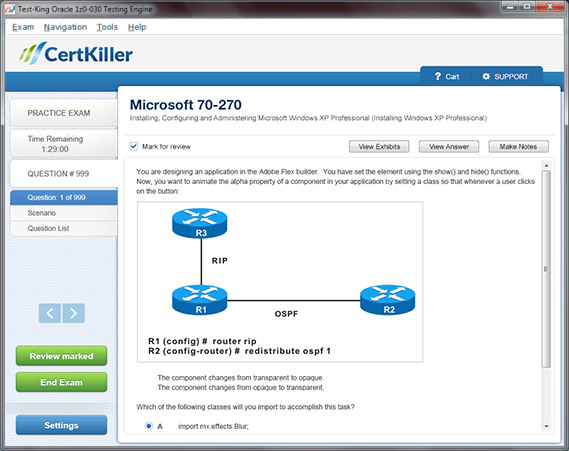 Test-King Oracle 1z0-030 Testing Engine
Exam Navigation Tools Help
CertKiller
? Cart SUPPORT
PRACTICE EXAM
Time Remaining
1:29:00
QUESTION # 999
Question: 1 of 999
Scenario
Question List
Review marked
End Exam
Settings
Microsoft 70-270
Installing, Configuring and Administering Microsoft Windows XP Professional (Installing Windows XP Professional)
Mark for review View Exhibits View Answer Make Notes
You are designing an application in the Adobe Flex builder. You have set the element using the show() and hide() functions.
Now, you want to animate the alpha property of a component in your application by setting a class so that whenever a user clicks
on the button:
R3
RIP
R1
OSPF
R2
R1 (config) # router rip
R2 (config-router) # redistribute ospf 1
The component changes from transparent to opaque.
The component changes from opaque to transparent.
Which of the following classes will you import to accomplish this task?
A import mx.effects.Blur;